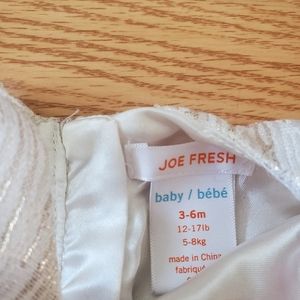 JOE FRESH
baby / bébé
3-6m
12-17lb
5-8kg
made in China
fabriqué